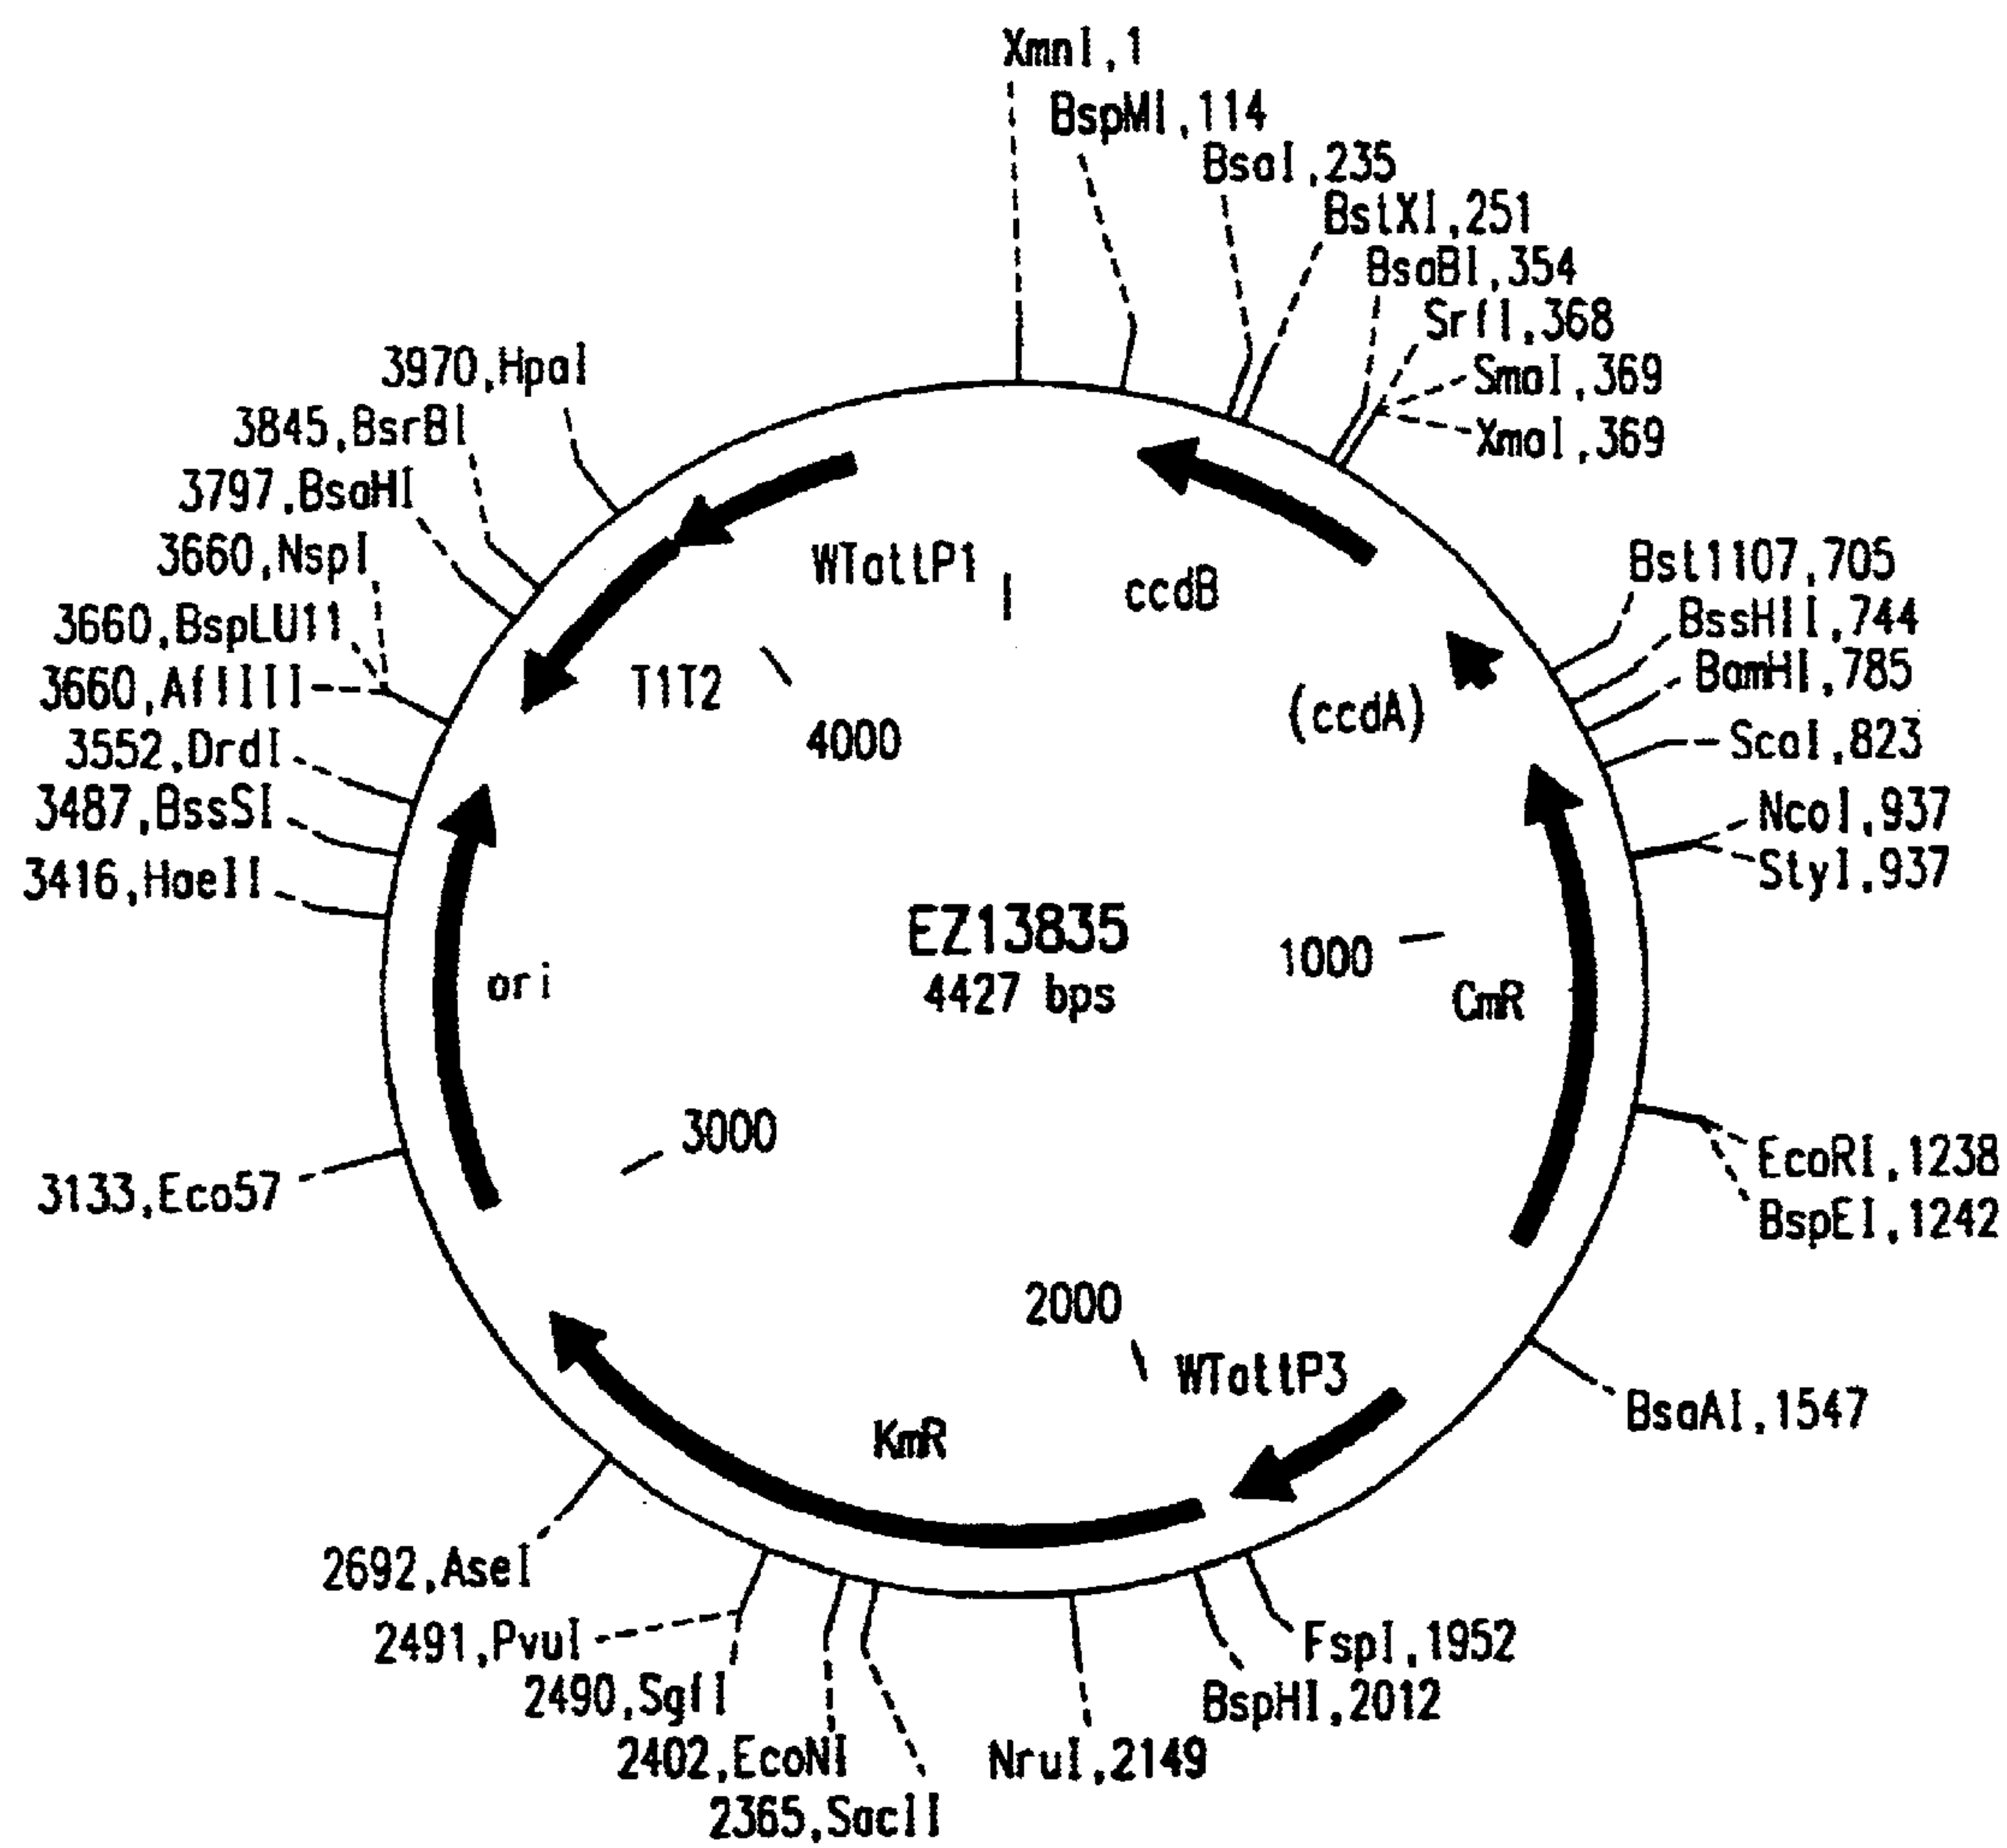 XmnI,1
BspMI,114
BsaI,235
BstXI,251
BsaBI,354
SrfI,368
SmaI,369
XmaI,369
Bst1107,705
BssHII,744
BamHI,785
ScaI,823
NcoI,937
StyI,937
EcoRI,1238
BspEI,1242
BsaAI,1547
FspI,1952
BspHI,2012
NruI,2149
2365,SacII
2402,EcoNI
2490,SgfI
2491,PvuI
2692,AseI
3133,Eco57
3416,HaeII
3487,BssSI
3552,DrdI
3660,AflIII
3660,BspLU11
3660,NspI
3797,BsaHI
3845,BsrBI
3970,HpaI
WTattP1
ccdB
T1T2
(ccdA)
4000
EZ13835
4427 bps
1000
CmR
ori
3000
2000
WTattP3
KmR